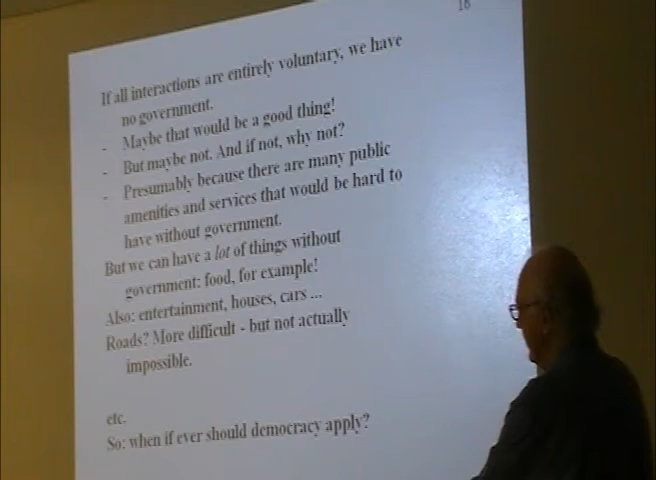 16
If all interactions are entirely voluntary, we have
no government.
- Maybe that would be a good thing!
- But maybe not. And if not, why not?
- Presumably because there are many public
amenities and services that would be hard to
have without government.
But we can have a lot of things without
government: food, for example!
Also: entertainment, houses, cars ...
Roads? More difficult - but not actually
impossible.
etc.
So: when if ever should democracy apply?